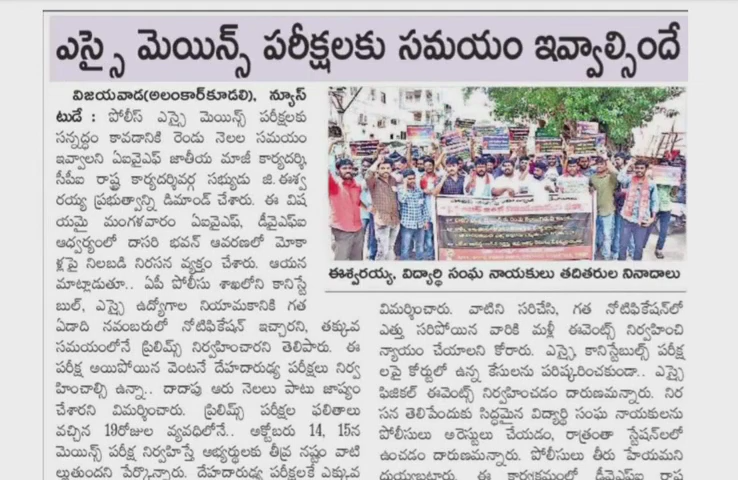 ఎస్సై మెయిన్స్ పరీక్షలకు సమయం ఇవ్వాల్సిందే
విజయవాడ(అలంకార్‌కూడలి), న్యూస్
టుడే : పోలీస్ ఎస్సై మెయిన్స్ పరీక్షలకు
సన్నద్ధం కావడానికి రెండు నెలల సమయం
ఇవ్వాలని ఏఐవైఎఫ్ జాతీయ మాజీ కార్యదర్శి,
సీపీఐ రాష్ట్ర కార్యదర్శివర్గ సభ్యుడు జి.ఈశ్వ
రయ్య ప్రభుత్వాన్ని డిమాండ్ చేశారు. ఈ విష
యమై మంగళవారం ఏఐవైఎఫ్, డీవైఎఫ్ఐ
ఆధ్వర్యంలో దాసరి భవన్ ఆవరణలో మోకా
ళ్లపై నిలబడి నిరసన వ్యక్తం చేశారు. ఆయన
మాట్లాడుతూ.. ఏపీ పోలీసు శాఖలోని కానిస్టే
బుల్, ఎస్సై ఉద్యోగాల నియామకానికి గత
ఏడాది నవంబరులో నోటిఫికేషన్ ఇచ్చారని, తక్కువ
సమయంలోనే ప్రిలిమ్స్ నిర్వహించారని తెలిపారు. ఈ
పరీక్ష అయిపోయిన వెంటనే దేహదారుఢ్య పరీక్షలు నిర్వ
హించాల్సి ఉన్నా.. దాదాపు ఆరు నెలలు పాటు జాప్యం
చేశారని విమర్శించారు. ప్రిలిమ్స్ పరీక్షల ఫలితాలు
వచ్చిన 19రోజుల వ్యవధిలోనే.. అక్టోబరు 14, 15న
మెయిన్స్ పరీక్ష నిర్వహిస్తే అభ్యర్థులకు తీవ్ర నష్టం వాటి
ల్లుతుందని పేర్కొన్నారు. దేహదారుఢ్య పరీక్షలకే ఎక్కువ
ఈశ్వరయ్య, విద్యార్థి సంఘ నాయకులు తదితరుల నినాదాలు
విమర్శించారు. వాటిని సరిచేసి, గత నోటిఫికేషన్‌లో
ఎత్తు సరిపోయిన వారికి మళ్లీ ఈవెంట్స్ నిర్వహించి
న్యాయం చేయాలని కోరారు. ఎస్సై, కానిస్టేబుల్స్ పరీక్ష
లపై కోర్టులో ఉన్న కేసులను పరిష్కరించకుండా.. ఎస్సై
ఫిజికల్ ఈవెంట్స్ నిర్వహించడం దారుణమన్నారు. నిర
సన తెలిపేందుకు సిద్ధమైన విద్యార్థి సంఘ నాయకులను
పోలీసులు అరెస్టులు చేయడం, రాత్రంతా స్టేషన్‌లలో
ఉంచడం దారుణమన్నారు. పోలీసులు తీరు హేయమని
దుయ్యబట్టారు. ఈ కార్యక్రమంలో డీవైఎఫ్ఐ రాష్ట్ర